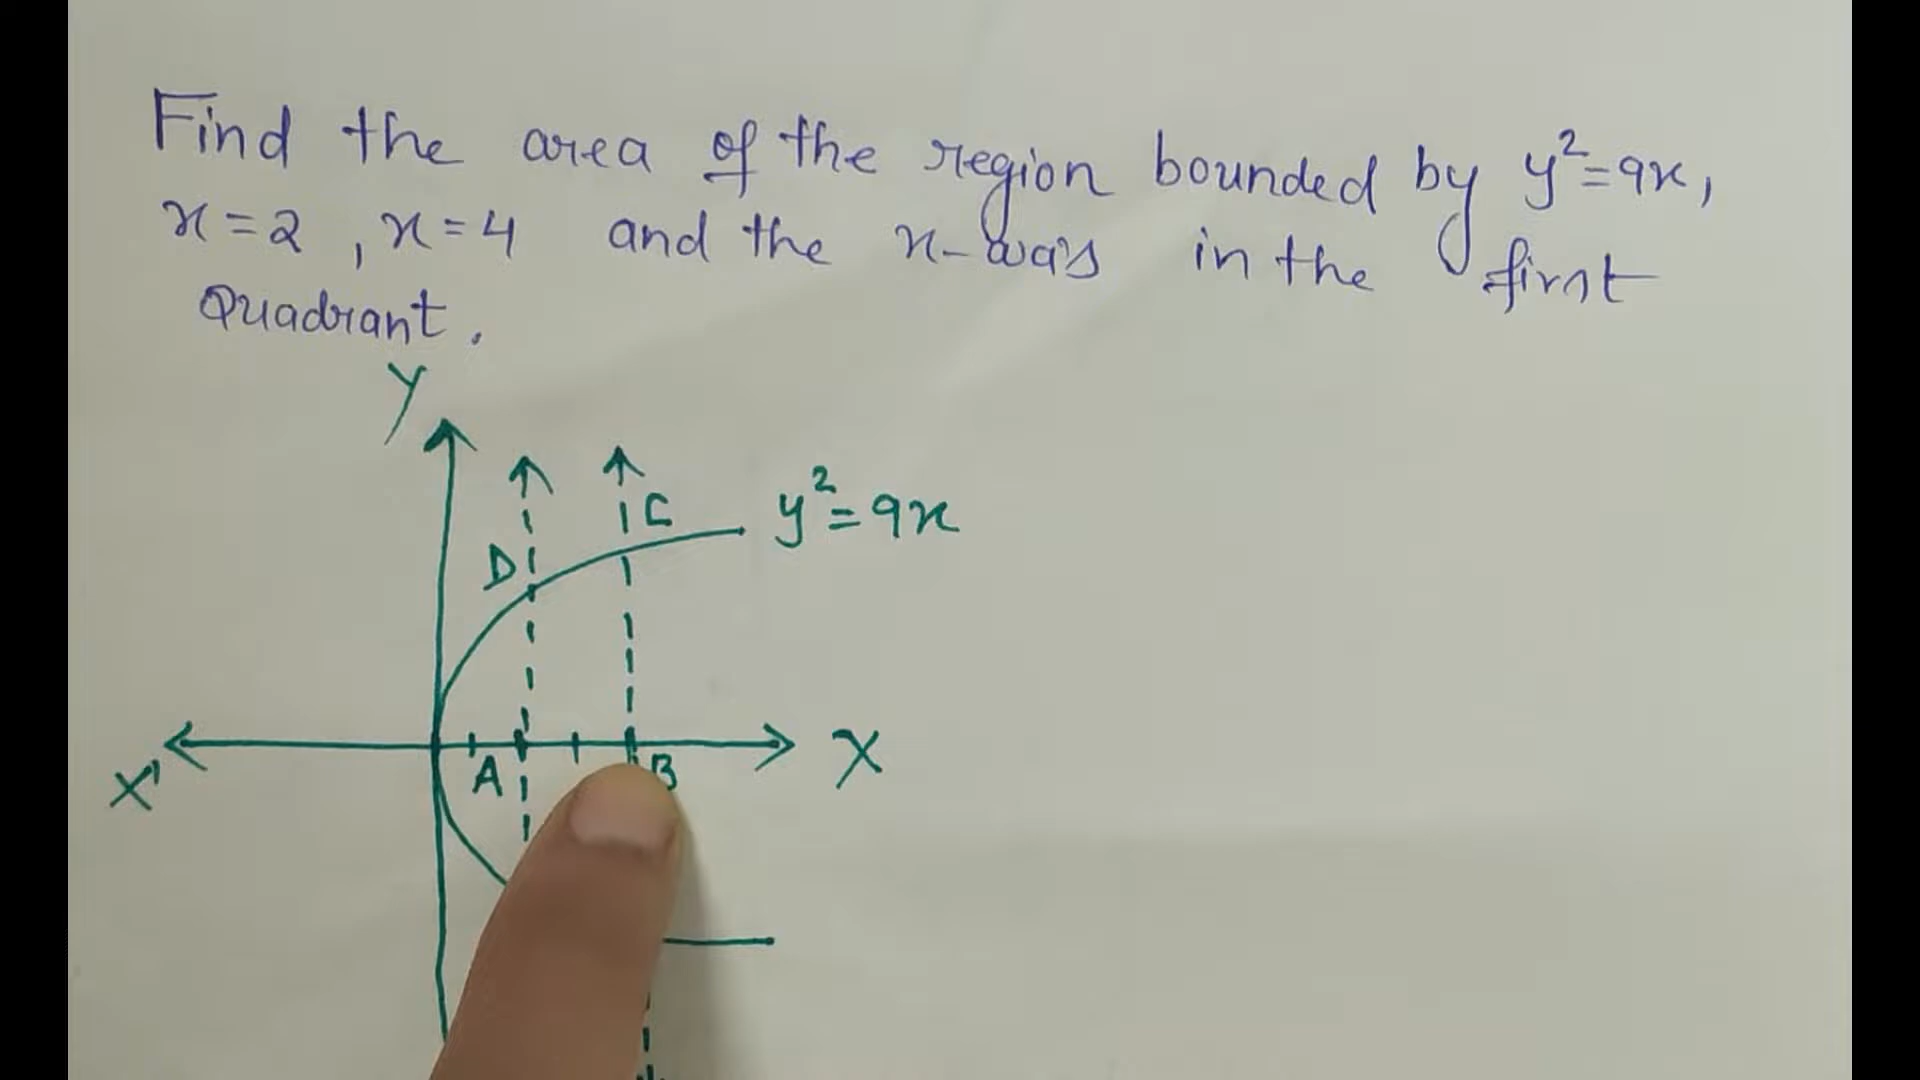 Find the area of the region bounded by y²=9x,
x=2, x=4 and the x-axis in the first
Quadrant.
Y
C
y²=9x
D
A
B
X
X'